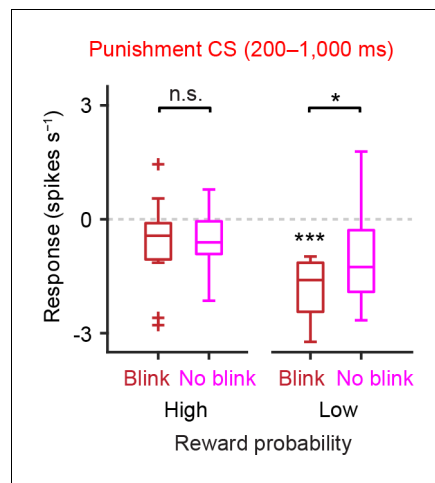 Punishment CS (200–1,000 ms)
3
n.s.
*
0
***
-3
Response (spikes s⁻¹)
Blink No blink Blink No blink
High Low
Reward probability